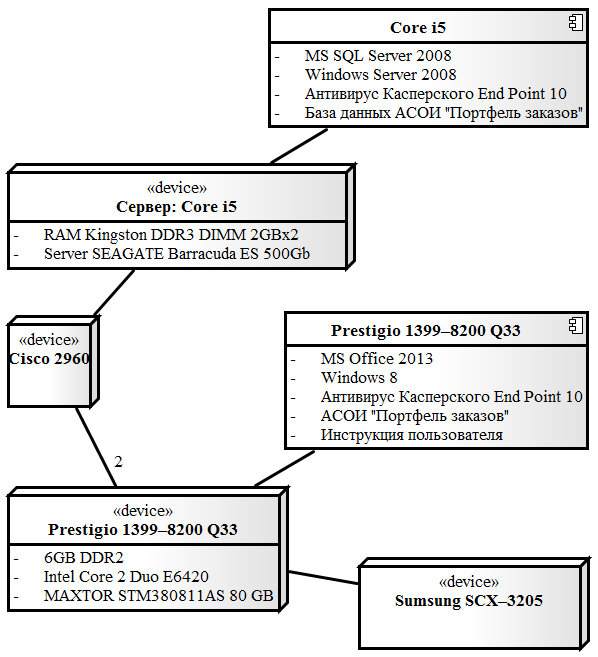 Core i5
- MS SQL Server 2008
- Windows Server 2008
- Антивирус Касперского End Point 10
- База данных АСОИ "Портфель заказов"
«device»
Сервер: Core i5
- RAM Kingston DDR3 DIMM 2GBx2
- Server SEAGATE Barracuda ES 500Gb
«device»
Cisco 2960
Prestigio 1399–8200 Q33
- MS Office 2013
- Windows 8
- Антивирус Касперского End Point 10
- АСОИ "Портфель заказов"
- Инструкция пользователя
2
«device»
Prestigio 1399–8200 Q33
- 6GB DDR2
- Intel Core 2 Duo E6420
- MAXTOR STM380811AS 80 GB
«device»
Sumsung SCX–3205